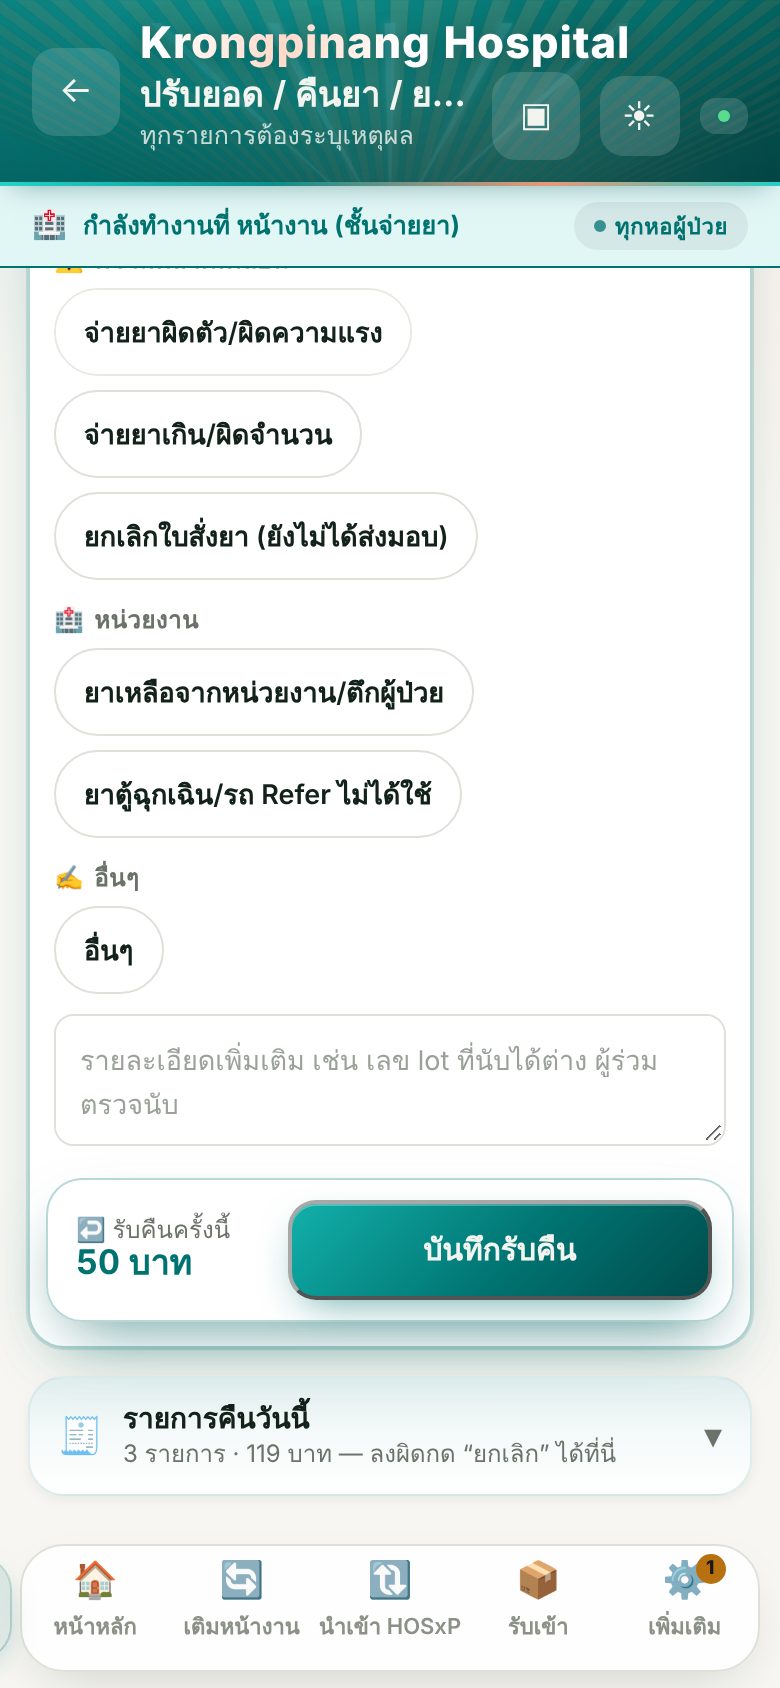 Krongpinang Hospital
ปรับยอด / คืนยา / ย...
ทุกรายการต้องระบุเหตุผล
กำลังทำงานที่ หน้างาน (ชั้นจ่ายยา)
ทุกหอผู้ป่วย
จ่ายยาผิดตัว/ผิดความแรง
จ่ายยาเกิน/ผิดจำนวน
ยกเลิกใบสั่งยา (ยังไม่ได้ส่งมอบ)
หน่วยงาน
ยาเหลือจากหน่วยงาน/ตึกผู้ป่วย
ยาตู้ฉุกเฉิน/รถ Refer ไม่ได้ใช้
อื่นๆ
อื่นๆ
รายละเอียดเพิ่มเติม เช่น เลข lot ที่นับได้ต่าง ผู้ร่วม
ตรวจนับ
รับคืนครั้งนี้
50 บาท
บันทึกรับคืน
รายการคืนวันนี้
3 รายการ · 119 บาท — ลงผิดกด “ยกเลิก” ได้ที่นี่
1
หน้าหลัก
เติมหน้างาน
นำเข้า HOSxP
รับเข้า
เพิ่มเติม